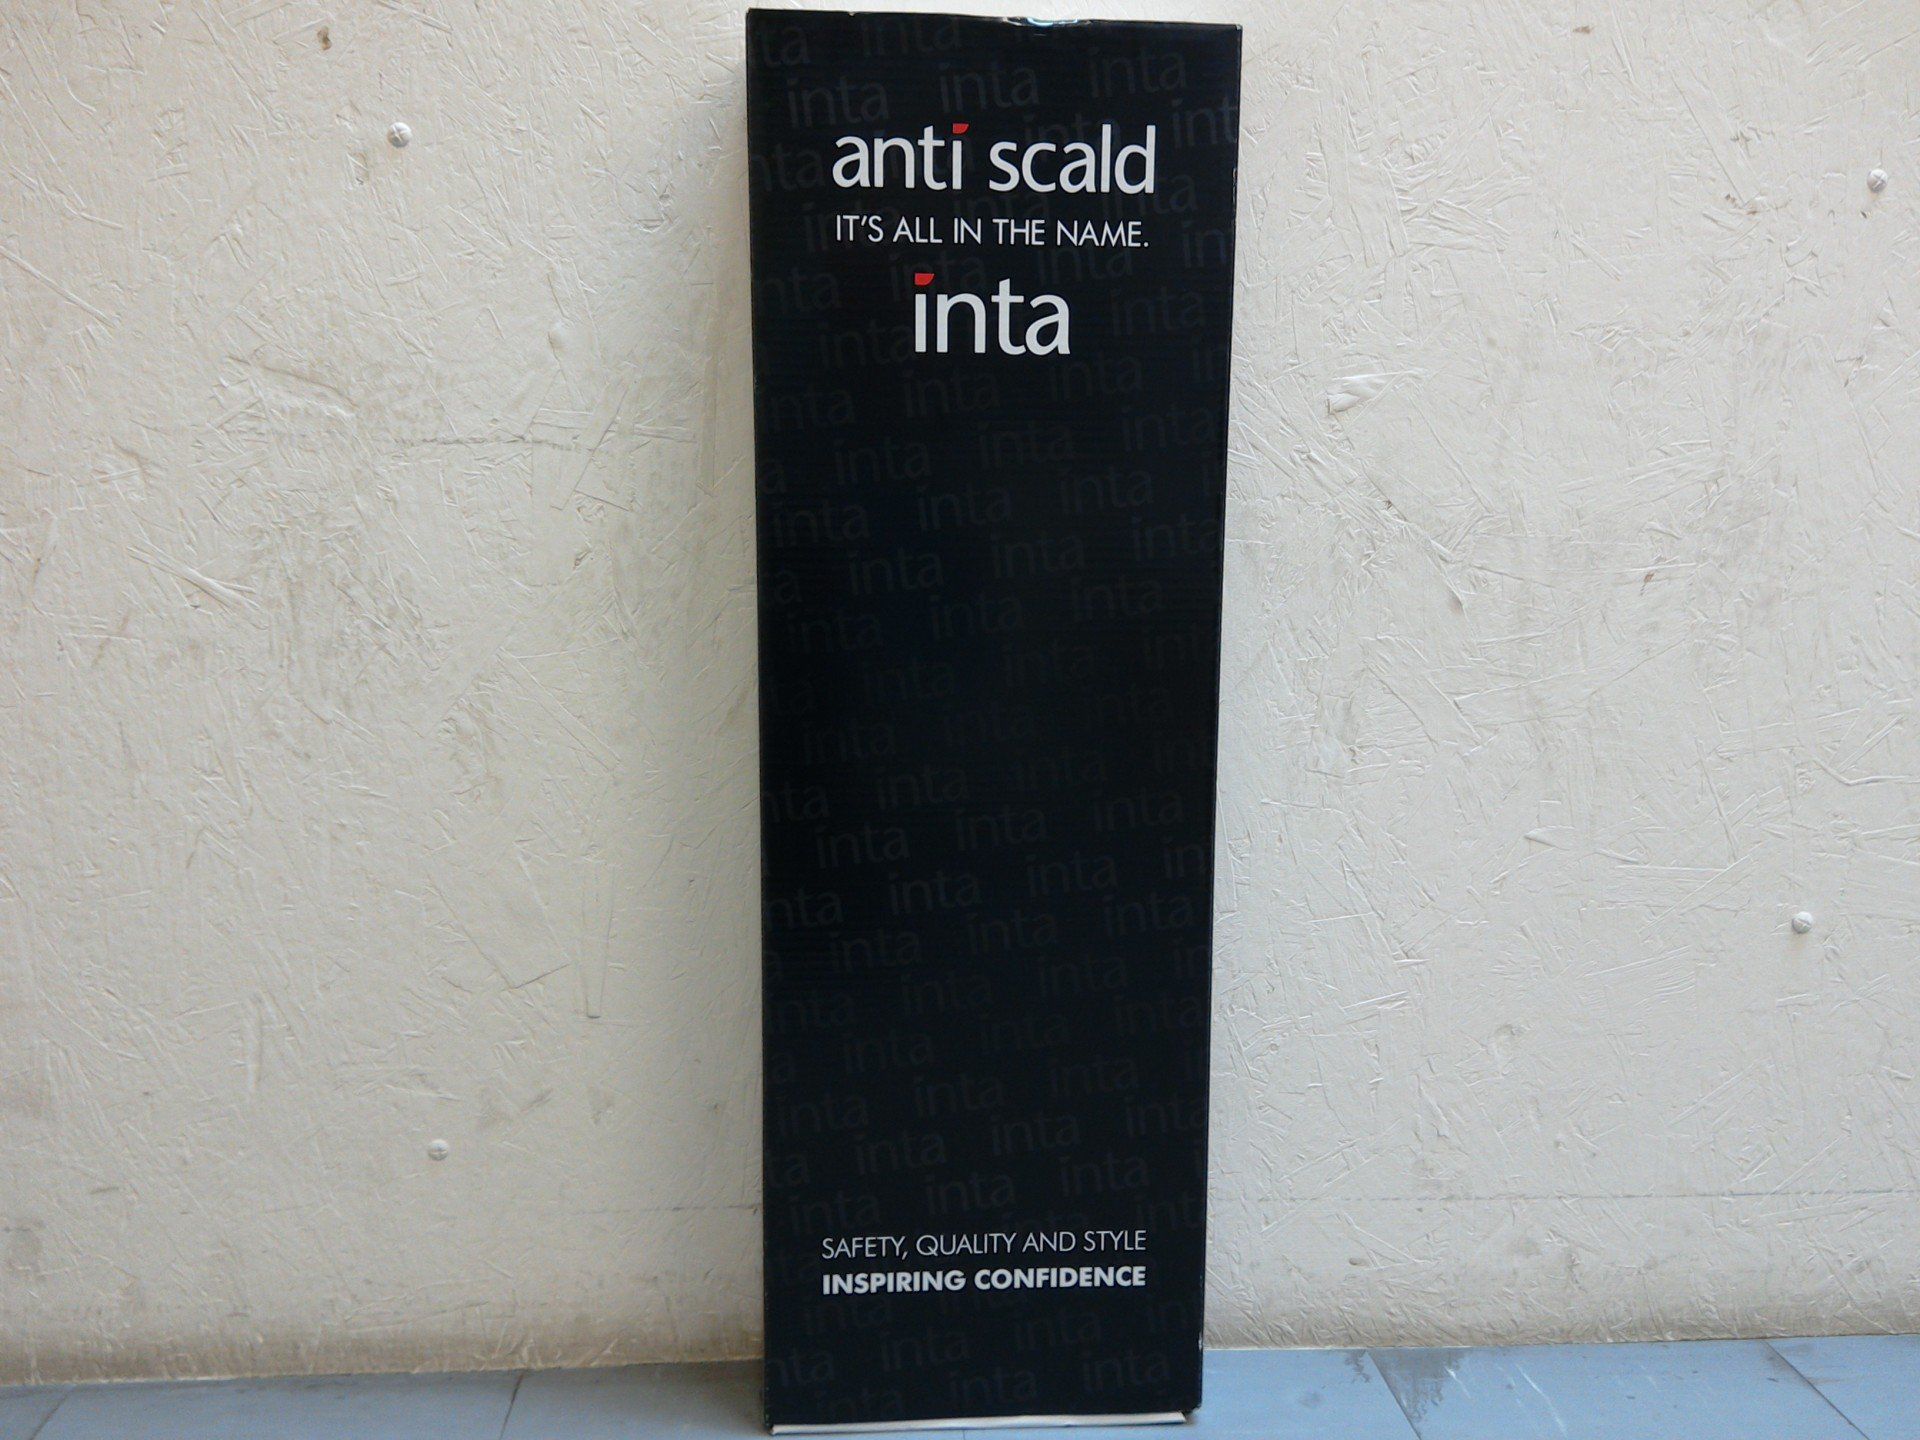 anti scald
IT'S ALL IN THE NAME.
inta
SAFETY, QUALITY AND STYLE
INSPIRING CONFIDENCE